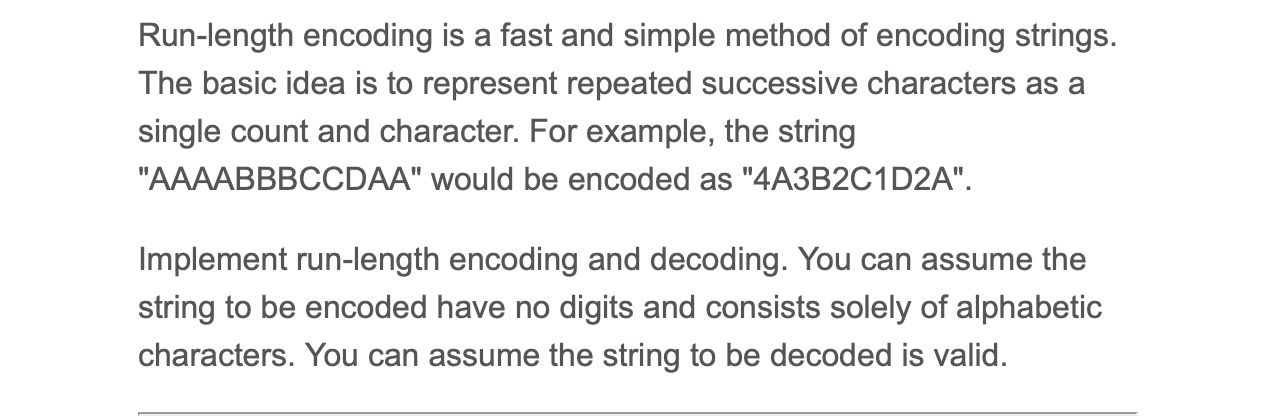 Run-length encoding is a fast and simple method of encoding strings.
The basic idea is to represent repeated successive characters as a
single count and character. For example, the string
"AAAABBBCCDAA" would be encoded as "4A3B2C1D2A".
Implement run-length encoding and decoding. You can assume the
string to be encoded have no digits and consists solely of alphabetic
characters. You can assume the string to be decoded is valid.